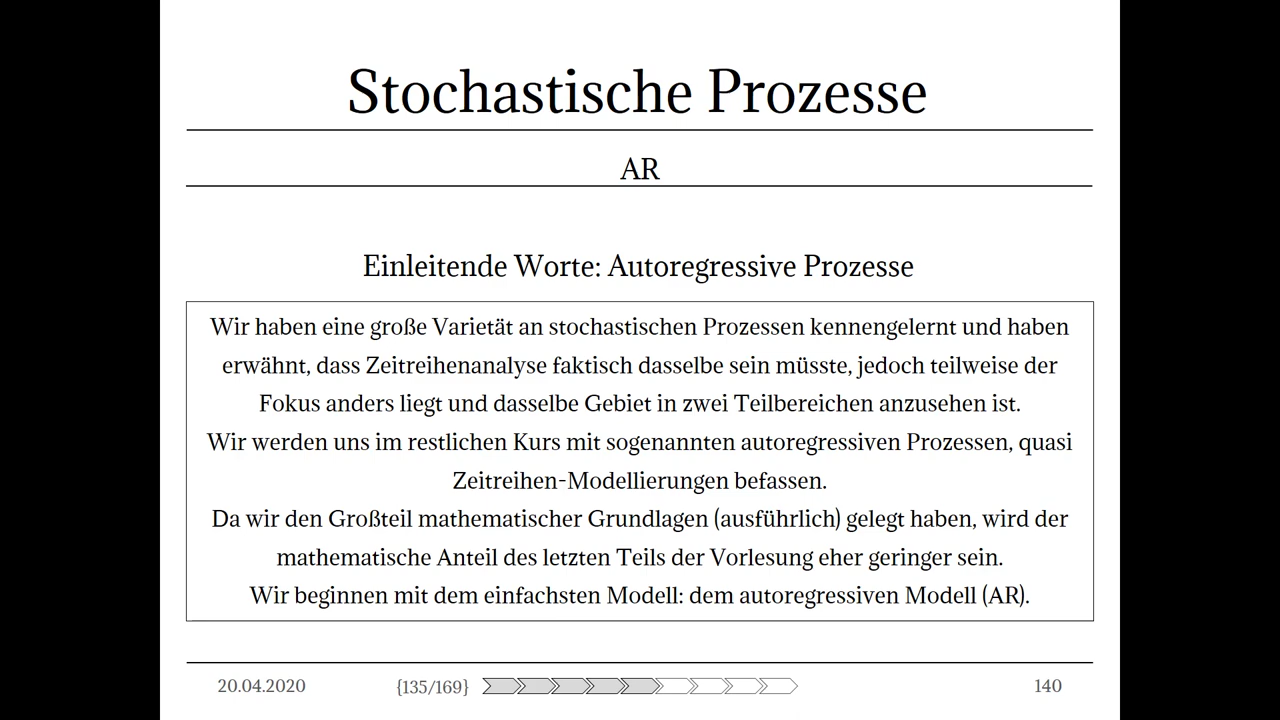 Stochastische Prozesse
AR
Einleitende Worte: Autoregressive Prozesse
Wir haben eine große Varietät an stochastischen Prozessen kennengelernt und haben
erwähnt, dass Zeitreihenanalyse faktisch dasselbe sein müsste, jedoch teilweise der
Fokus anders liegt und dasselbe Gebiet in zwei Teilbereichen anzusehen ist.
Wir werden uns im restlichen Kurs mit sogenannten autoregressiven Prozessen, quasi
Zeitreihen-Modellierungen befassen.
Da wir den Großteil mathematischer Grundlagen (ausführlich) gelegt haben, wird der
mathematische Anteil des letzten Teils der Vorlesung eher geringer sein.
Wir beginnen mit dem einfachsten Modell: dem autoregressiven Modell (AR).
20.04.2020 {135/169} 140